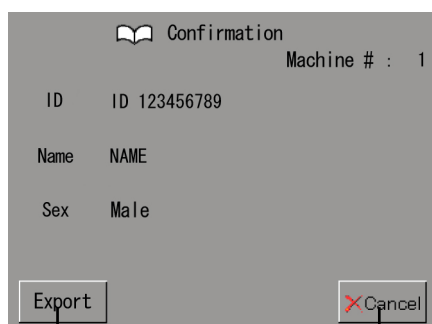 Confirmation
Machine # : 1
ID ID 123456789
Name NAME
Sex Male
Export Cancel